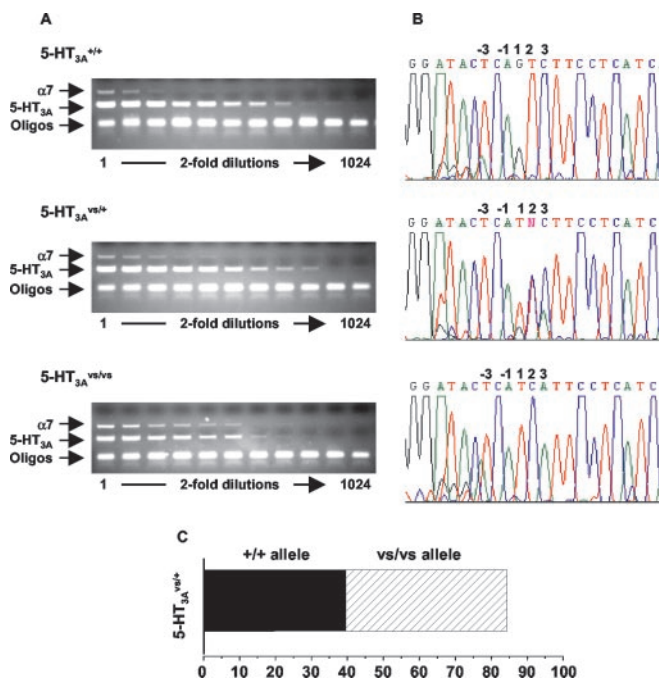 A
B
5-HT3A+/+
α7
5-HT3A
Oligos
1 2-fold dilutions 1024
-3 -1 1 2 3
G G A T A C T C A G T C T T C C T C A T C
5-HT3Avs/+
α7
5-HT3A
Oligos
1 2-fold dilutions 1024
-3 -1 1 2 3
G G A T A C T C A T N C T T C C T C A T C
5-HT3Avs/vs
α7
5-HT3A
Oligos
1 2-fold dilutions 1024
-3 -1 1 2 3
G G A T A C T C A T C A T T C C T C A T C
C
+/+ allele vs/vs allele
5-HT3Avs/+
0 10 20 30 40 50 60 70 80 90 100